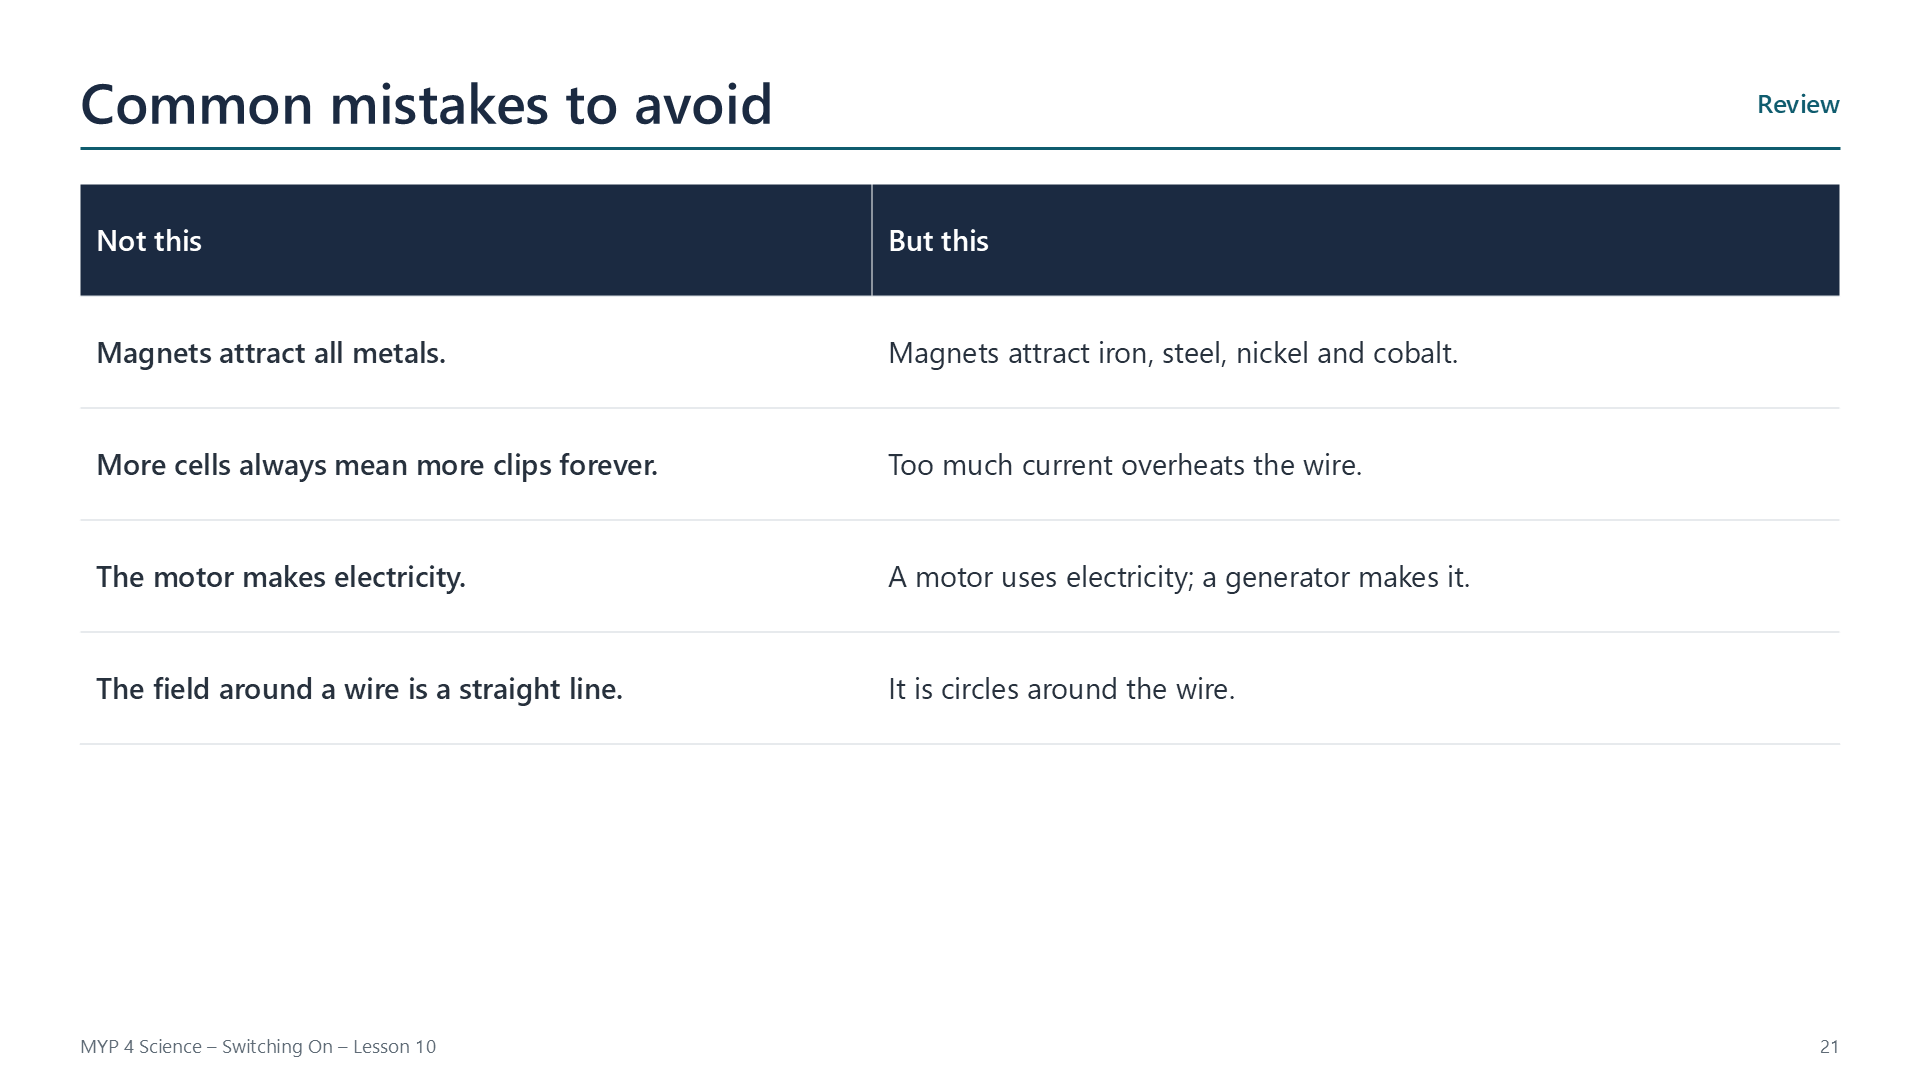 Common mistakes to avoid
Review
Not this
But this
Magnets attract all metals.
Magnets attract iron, steel, nickel and cobalt.
More cells always mean more clips forever.
Too much current overheats the wire.
The motor makes electricity.
A motor uses electricity; a generator makes it.
The field around a wire is a straight line.
It is circles around the wire.
MYP 4 Science – Switching On – Lesson 10
21